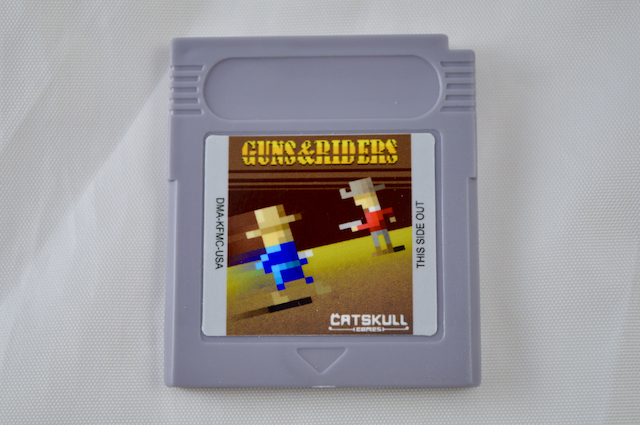 GUNS&RIDERS
DMA-KFMC-USA
THIS SIDE OUT
CATSKULL
GAMES